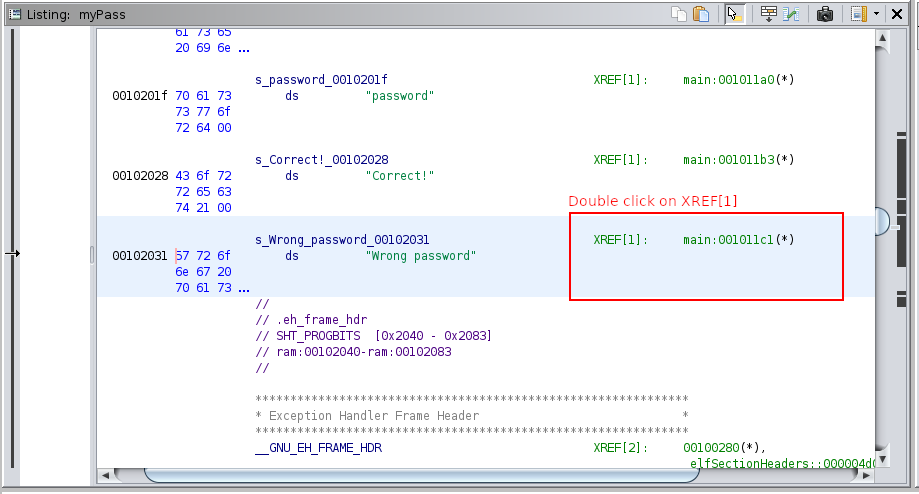 Listing: myPass
61 73 65
20 69 6e ...
s_password_0010201f XREF[1]: main:001011a0(*)
0010201f 70 61 73 ds "password"
73 77 6f
72 64 00
s_Correct!_00102028 XREF[1]: main:001011b3(*)
00102028 43 6f 72 ds "Correct!"
72 65 63
74 21 00
Double click on XREF[1]
s_Wrong_password_00102031 XREF[1]: main:001011c1(*)
00102031 57 72 6f ds "Wrong password"
6e 67 20
70 61 73 ...
//
// .eh_frame_hdr
// SHT_PROGBITS [0x2040 - 0x2083]
// ram:00102040-ram:00102083
//
**************************************************************
* Exception Handler Frame Header *
**************************************************************
__GNU_EH_FRAME_HDR XREF[2]: 00100280(*),
_elfSectionHeaders::000004d0